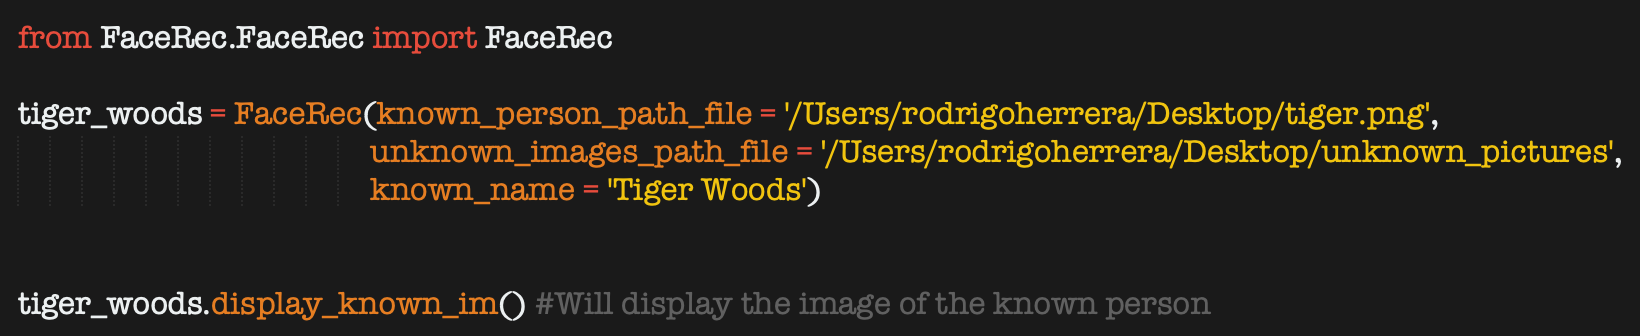 from FaceRec.FaceRec import FaceRec
tiger_woods = FaceRec(known_person_path_file = '/Users/rodrigoherrera/Desktop/tiger.png',
unknown_images_path_file = '/Users/rodrigoherrera/Desktop/unknown_pictures',
known_name = 'Tiger Woods')
tiger_woods.display_known_im() #Will display the image of the known person